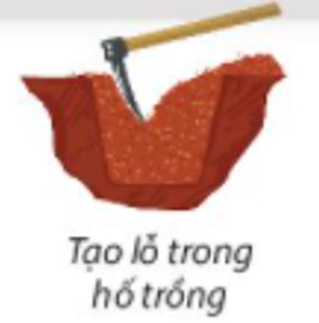 Tạo lỗ trong
hố trồng